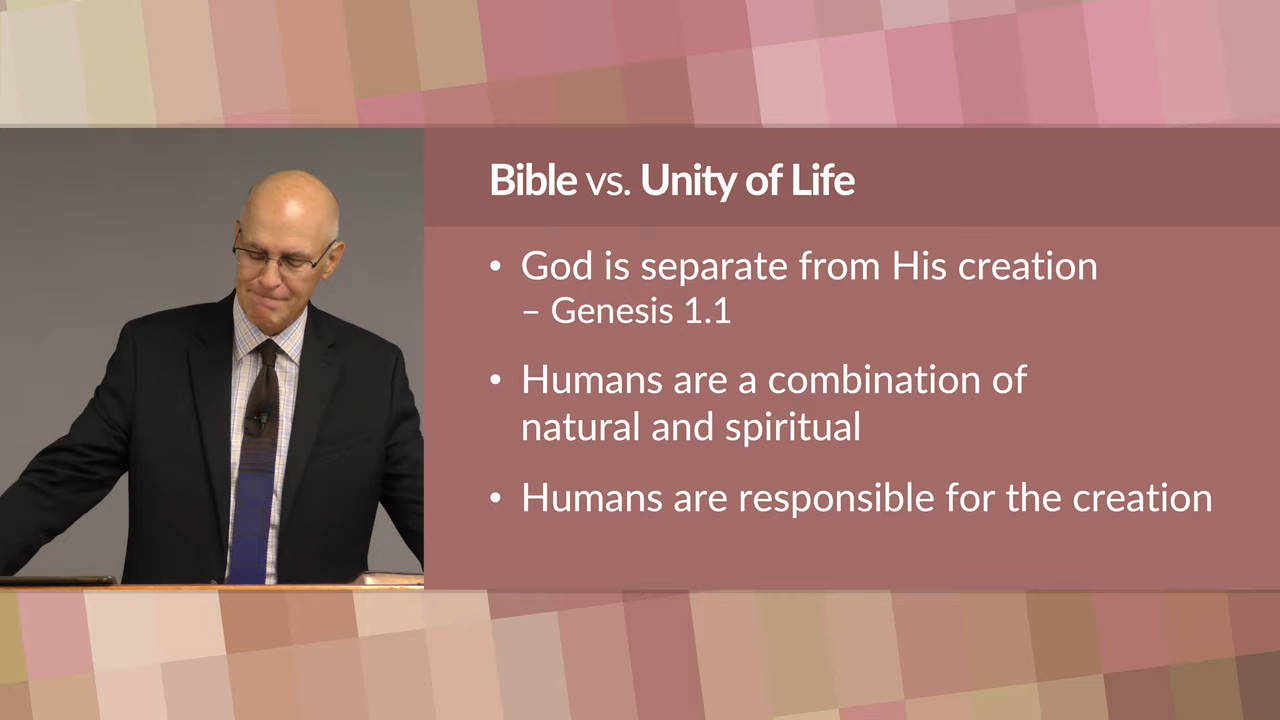 Bible vs. Unity of Life
• God is separate from His creation
– Genesis 1.1
• Humans are a combination of
natural and spiritual
• Humans are responsible for the creation